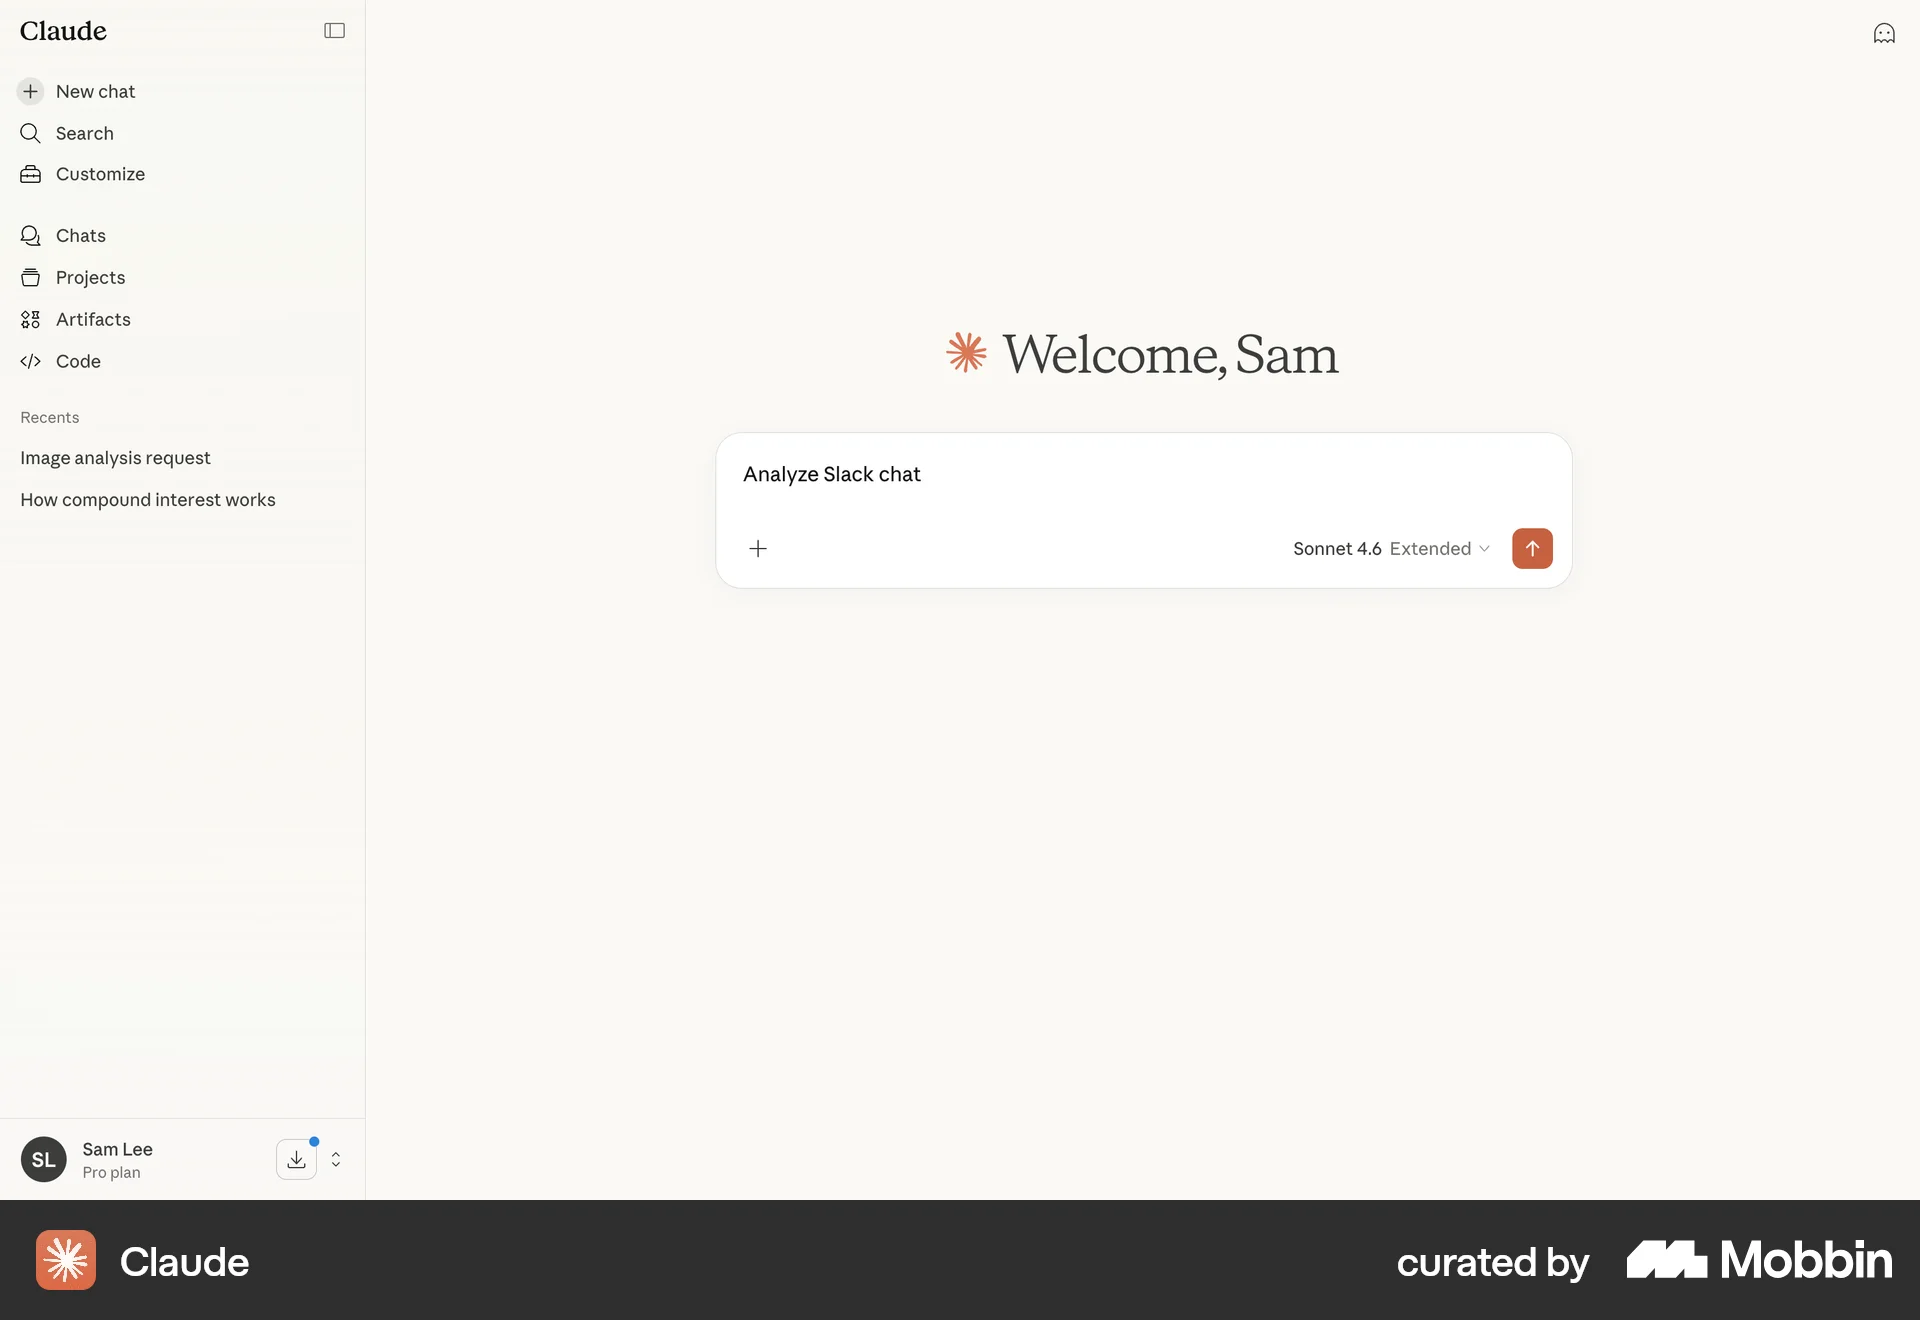 Claude
New chat
Search
Customize
Chats
Projects
Artifacts
Code
Recents
Image analysis request
How compound interest works
Welcome, Sam
Analyze Slack chat
Sonnet 4.6 Extended
SL
Sam Lee
Pro plan
Claude
curated by Mobbin